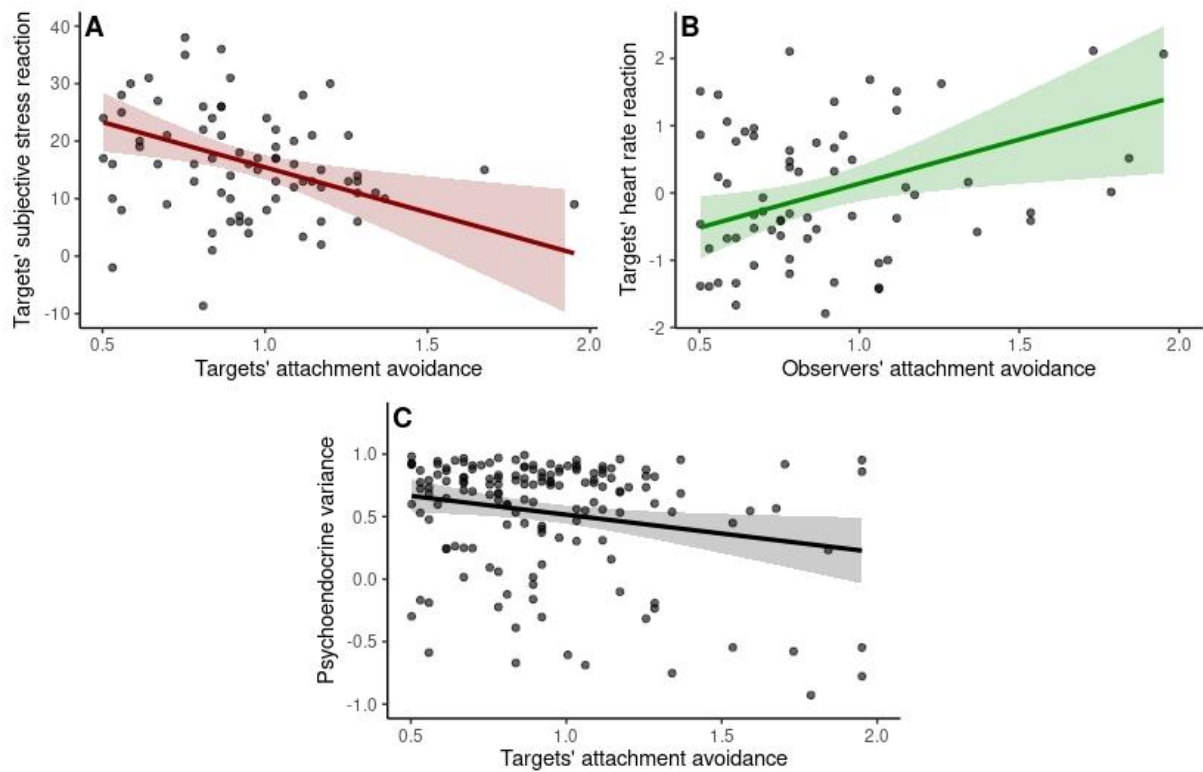 A
Targets' subjective stress reaction
40
30
20
10
0
-10
0.5 1.0 1.5 2.0
Targets' attachment avoidance
B
Targets' heart rate reaction
2
1
0
-1
-2
0.5 1.0 1.5 2.0
Observers' attachment avoidance
C
Psychoendocrine variance
1.0
0.5
0.0
-0.5
-1.0
0.5 1.0 1.5 2.0
Targets' attachment avoidance